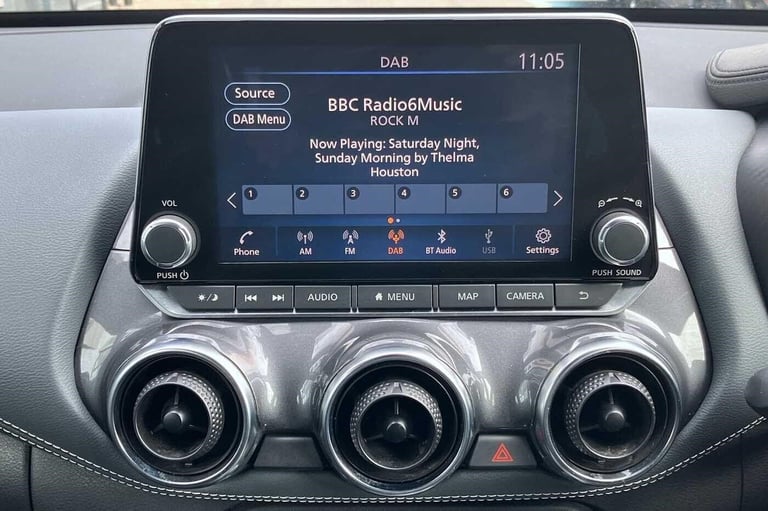 DAB 11:05
Source
DAB Menu
BBC Radio6Music
ROCK M
Now Playing: Saturday Night,
Sunday Morning by Thelma
Houston
1 2 3 4 5 6
Phone AM FM DAB BT Audio USB Settings
VOL
PUSH
PUSH SOUND
AUDIO MENU MAP CAMERA